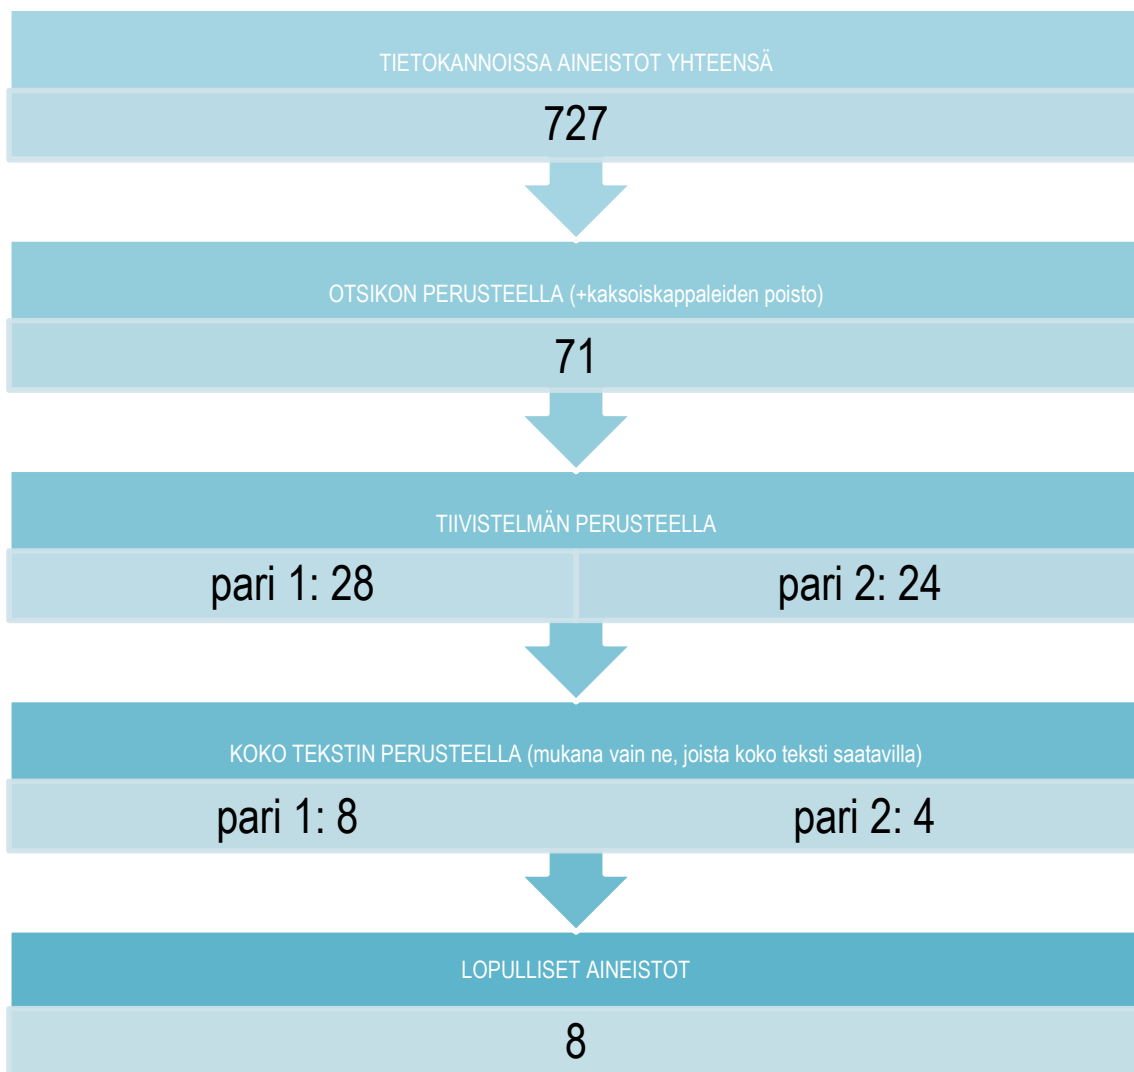 TIETOKANNOISSA AINEISTOT YHTEENSÄ
727
OTSIKON PERUSTEELLA (+kaksoiskappaleiden poisto)
71
TIIVISTELMÄN PERUSTEELLA
pari 1: 28
pari 2: 24
KOKO TEKSTIN PERUSTEELLA (mukana vain ne, joista koko teksti saatavilla)
pari 1: 8
pari 2: 4
LOPULLISET AINEISTOT
8